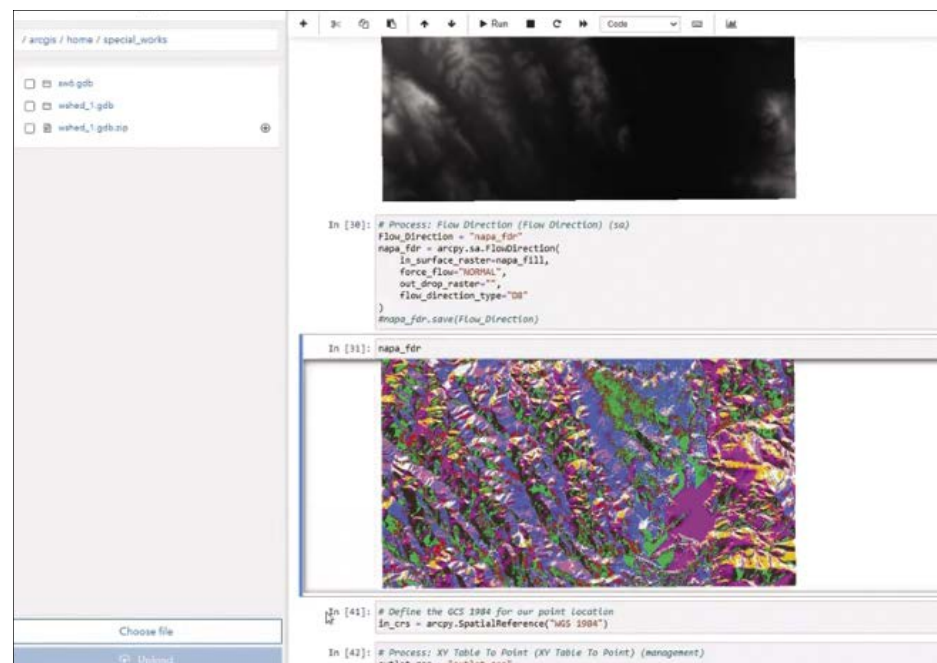 Run
Code
/ arcgis / home / special_works
sw6.gdb
wshed_1.gdb
wshed_1.gdb.zip
In [30]: # Process: Flow Direction (Flow Direction) (sa)
Flow_Direction = "napa_fdr"
napa_fdr = arcpy.sa.FlowDirection(
in_surface_raster=napa_fill,
force_flow="NORMAL",
out_drop_raster="",
flow_direction_type="D8"
)
#napa_fdr.save(Flow_Direction)
In [31]: napa_fdr
In [41]: # Define the GCS 1984 for our point location
in_crs = arcpy.SpatialReference("WGS 1984")
In [42]: # Process: XY Table To Point (XY Table To Point) (management)
Choose file
Upload